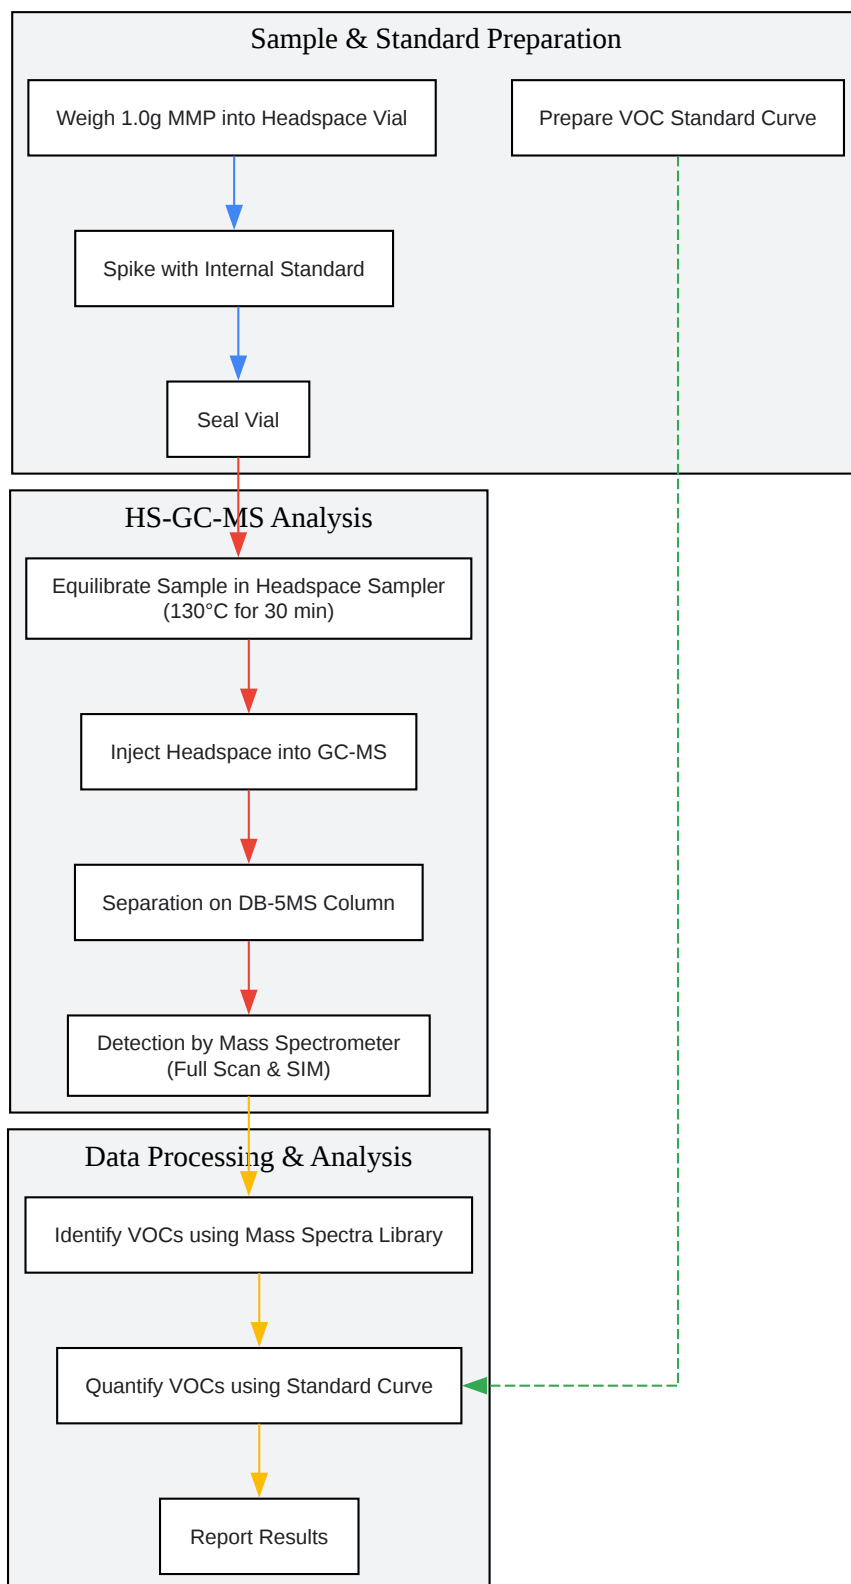 Sample & Standard Preparation
Weigh 1.0g MMP into Headspace Vial
Prepare VOC Standard Curve
Spike with Internal Standard
Seal Vial
HS-GC-MS Analysis
Equilibrate Sample in Headspace Sampler
(130°C for 30 min)
Inject Headspace into GC-MS
Separation on DB-5MS Column
Detection by Mass Spectrometer
(Full Scan & SIM)
Data Processing & Analysis
Identify VOCs using Mass Spectra Library
Quantify VOCs using Standard Curve
Report Results